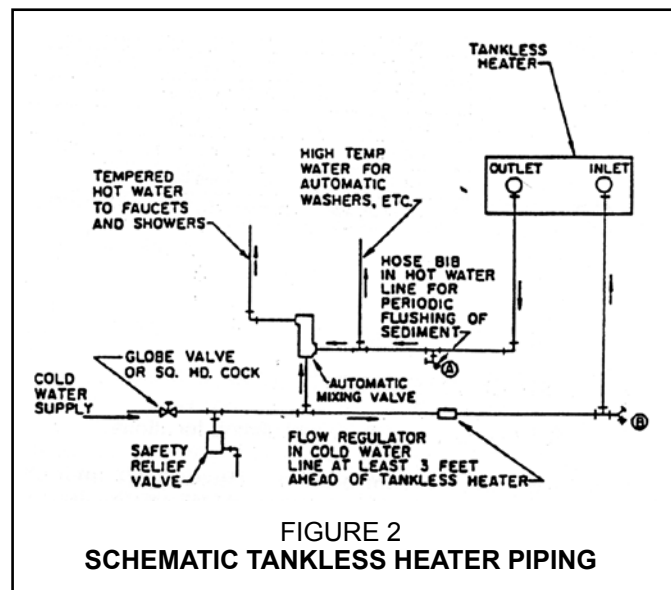 TANKLESS
HEATER
OUTLET
INLET
HIGH TEMP
WATER FOR
AUTOMATIC
WASHERS, ETC.
TEMPERED
HOT WATER
TO FAUCETS
AND SHOWERS
HOSE BIB
IN HOT WATER
LINE FOR
PERIODIC
FLUSHING OF
SEDIMENT
A
GLOBE VALVE
OR SQ. HD. COCK
COLD
WATER
SUPPLY
AUTOMATIC
MIXING VALVE
B
SAFETY
RELIEF
VALVE
FLOW REGULATOR
IN COLD WATER
LINE AT LEAST 3 FEET
AHEAD OF TANKLESS HEATER
FIGURE 2
SCHEMATIC TANKLESS HEATER PIPING